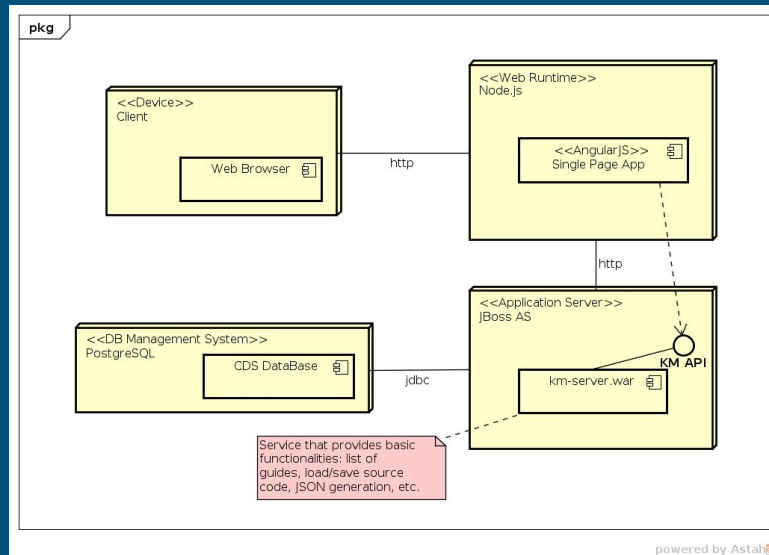 pkg
<<Device>>
Client
Web Browser
http
<<Web Runtime>>
Node.js
<<AngularJS>>
Single Page App
http
<<DB Management System>>
PostgreSQL
CDS DataBase
jdbc
<<Application Server>>
JBoss AS
KM API
km-server.war
Service that provides basic
functionalities: list of
guides, load/save source
code, JSON generation, etc.
powered by Astah